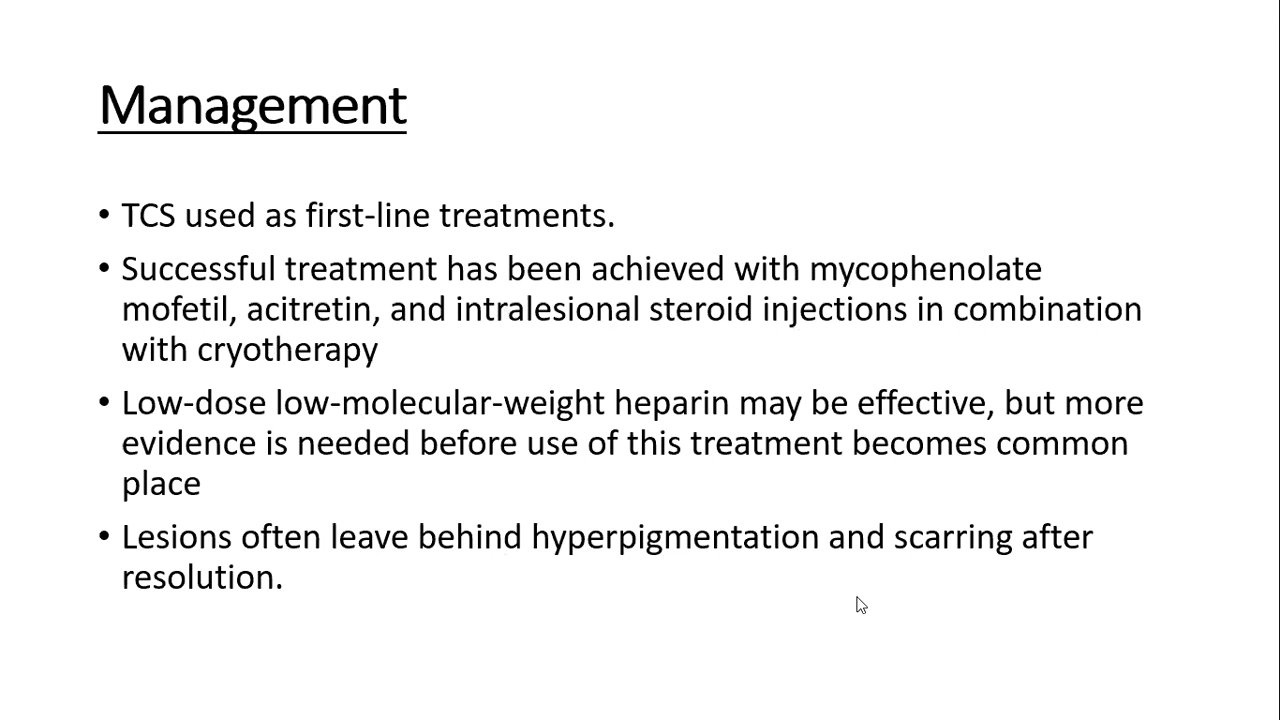 Management
• TCS used as first-line treatments.
• Successful treatment has been achieved with mycophenolate
mofetil, acitretin, and intralesional steroid injections in combination
with cryotherapy
• Low-dose low-molecular-weight heparin may be effective, but more
evidence is needed before use of this treatment becomes common
place
• Lesions often leave behind hyperpigmentation and scarring after
resolution.